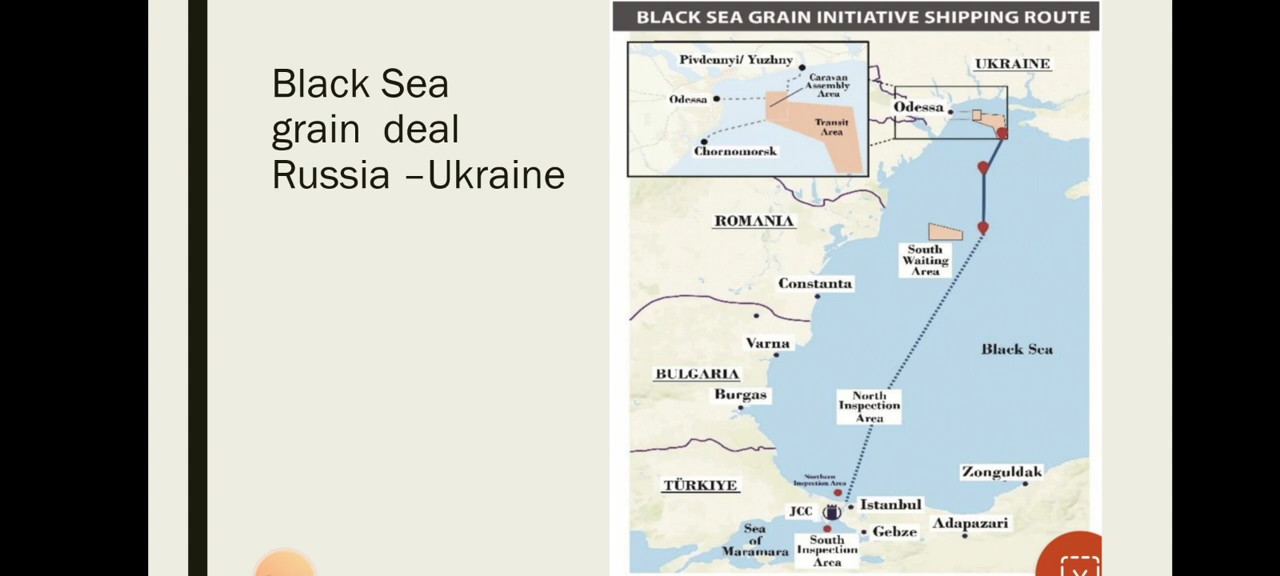 Black Sea
grain deal
Russia –Ukraine
BLACK SEA GRAIN INITIATIVE SHIPPING ROUTE
Pivdennyi/ Yuzhny
Caravan
Assembly
Area
Odessa
Transit
Area
Chornomorsk
UKRAINE
Odessa
ROMANIA
South
Waiting
Area
Constanta
Varna
Black Sea
BULGARIA
Burgas
North
Inspection
Area
Zonguldak
TÜRKIYE
Northern
Inspection Area
JCC
Istanbul
Adapazari
Gebze
Sea
of
Maramara
South
Inspection
Area